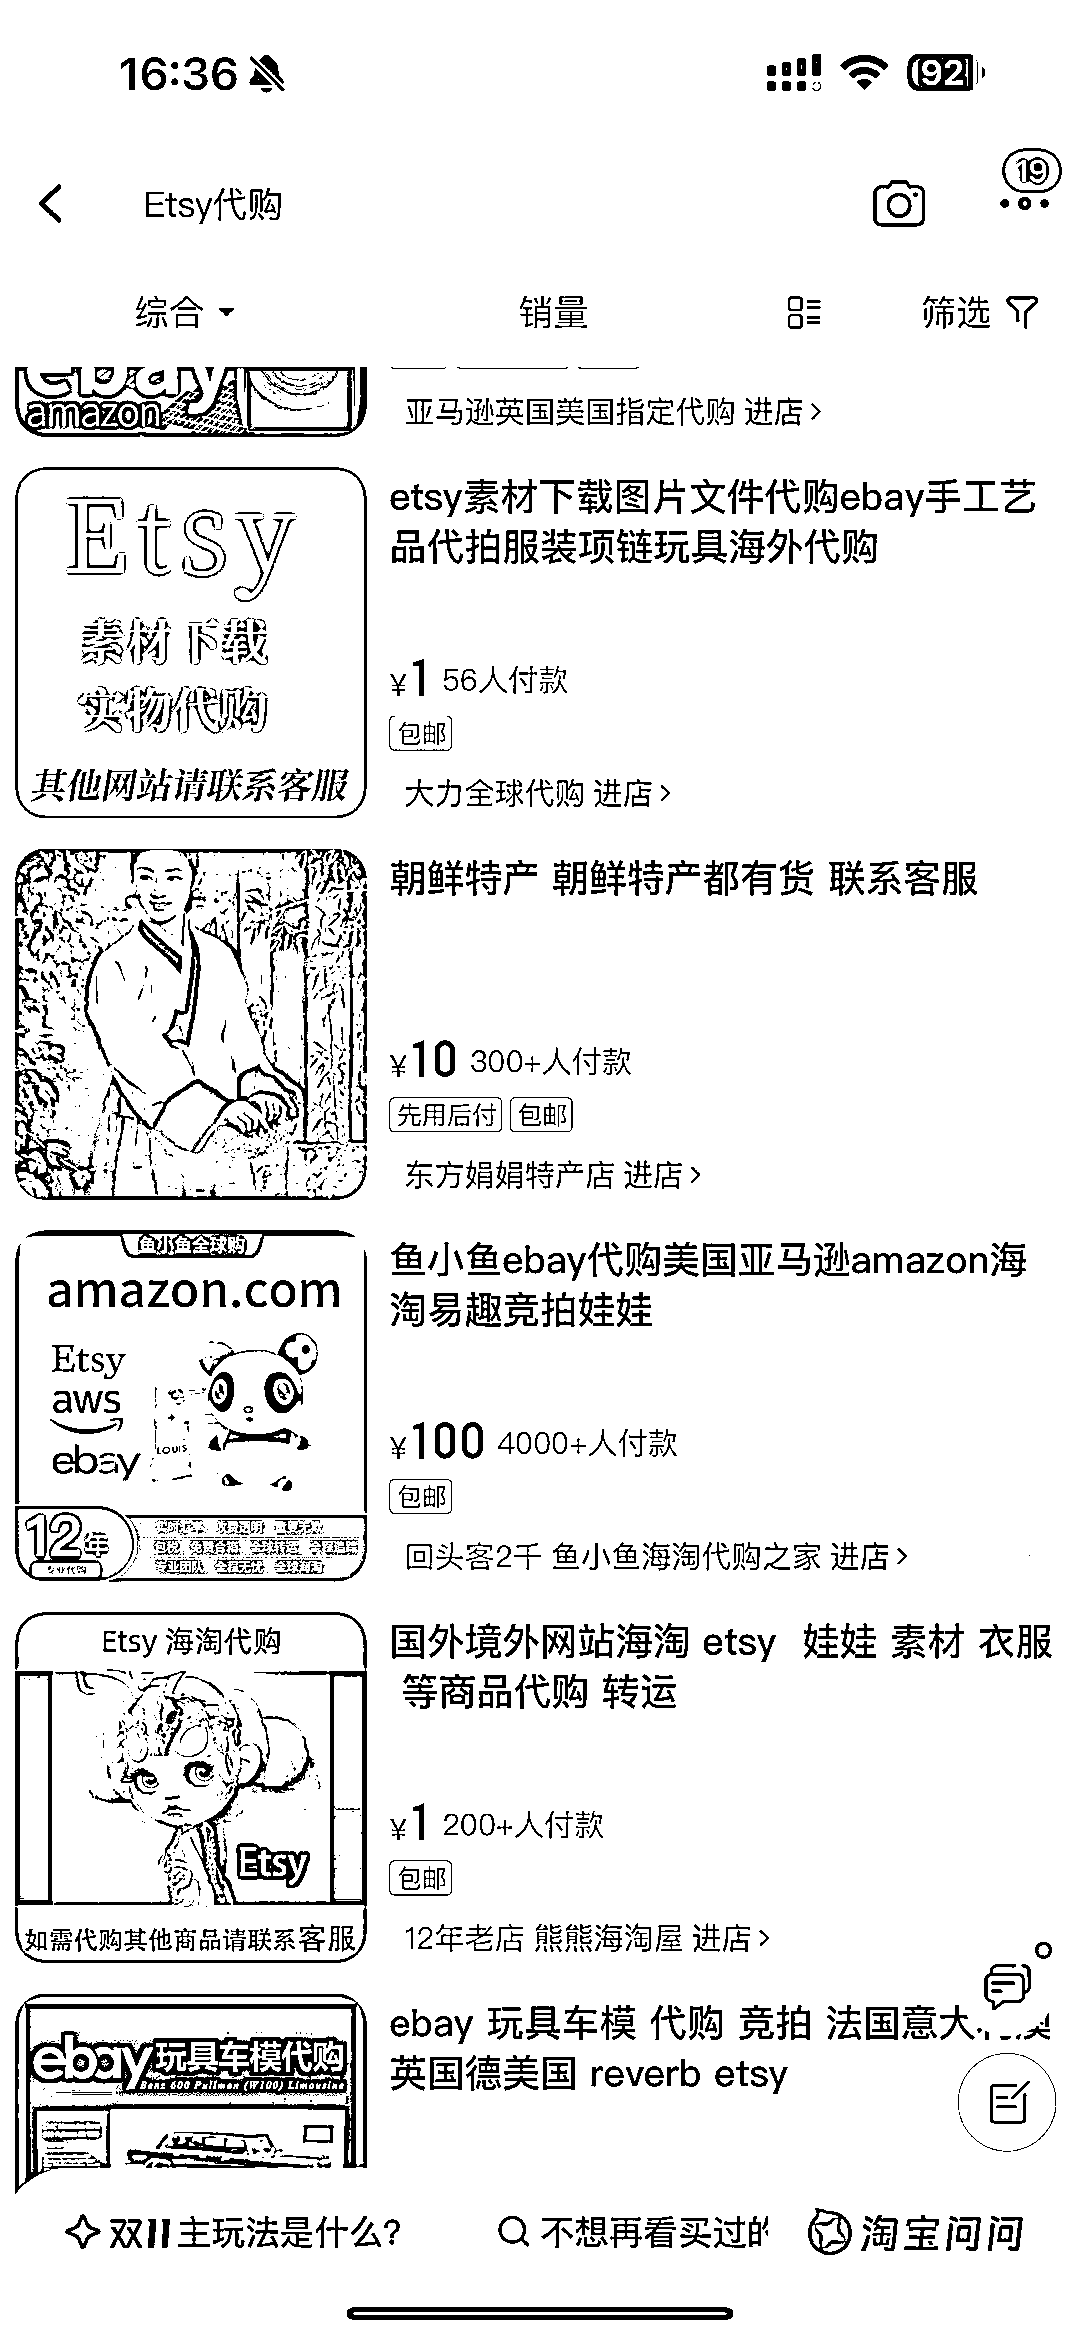 16:36
92
Etsy代购
19
综合
销量
筛选
ebay
amazon
亚马逊英国美国指定代购 进店
Etsy
素材 下载
实物代购
其他网站请联系客服
etsy素材下载图片文件代购ebay手工艺
品代拍服装项链玩具海外代购
¥1 56人付款
包邮
大力全球代购 进店
朝鲜特产 朝鲜特产都有货 联系客服
¥10 300+人付款
先用后付 包邮
东方娟娟特产店 进店
鱼小鱼全球购
amazon.com
Etsy
aws
ebay
LOUIS
12年
专业代购
鱼小鱼ebay代购美国亚马逊amazon海
淘易趣竞拍娃娃
¥100 4000+人付款
包邮
回头客2千 鱼小鱼海淘代购之家 进店
Etsy 海淘代购
Etsy
如需代购其他商品请联系客服
国外境外网站海淘 etsy 娃娃 素材 衣服
等商品代购 转运
¥1 200+人付款
包邮
12年老店 熊熊海淘屋 进店
ebay玩具车模代购
Benz 600 Pullman (W100) Limousine
ebay 玩具车模 代购 竞拍 法国意大
英国德美国 reverb etsy
双11主玩法是什么?
不想再看买过的
淘宝问问